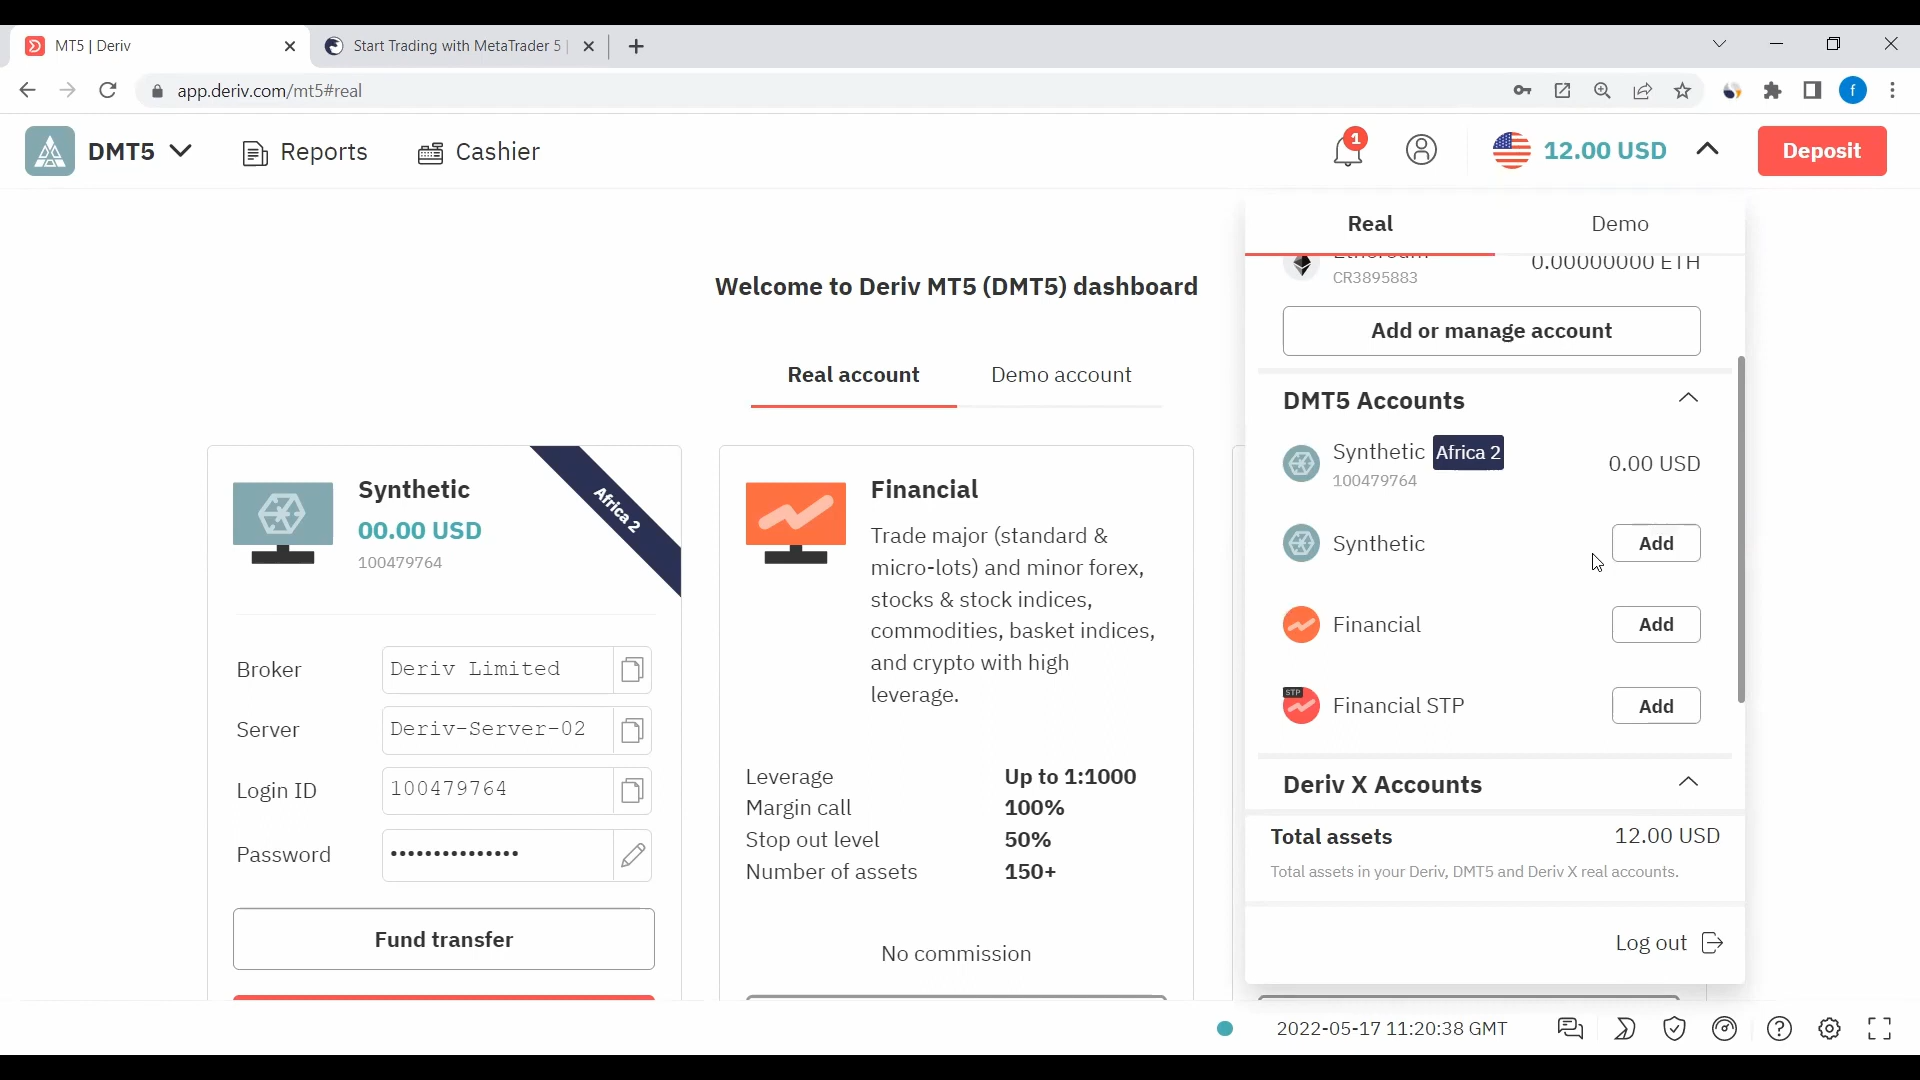 MT5 | Deriv
Start Trading with MetaTrader 5 |
app.deriv.com/mt5#real
f
DMT5
Reports
Cashier
1
12.00 USD
Deposit
Real
Demo
Ethereum
0.00000000 ETH
CR3895883
Add or manage account
DMT5 Accounts
Synthetic Africa 2
100479764
0.00 USD
Synthetic
Add
Financial
Add
STP
Financial STP
Add
Deriv X Accounts
Total assets
12.00 USD
Total assets in your Deriv, DMT5 and Deriv X real accounts.
Log out
Welcome to Deriv MT5 (DMT5) dashboard
Real account
Demo account
Synthetic
00.00 USD
100479764
Africa 2
Broker
Deriv Limited
Server
Deriv-Server-02
Login ID
100479764
Password
•••••••••••••••
Fund transfer
Financial
Trade major (standard &
micro-lots) and minor forex,
stocks & stock indices,
commodities, basket indices,
and crypto with high
leverage.
Leverage Up to 1:1000
Margin call 100%
Stop out level 50%
Number of assets 150+
No commission
2022-05-17 11:20:38 GMT